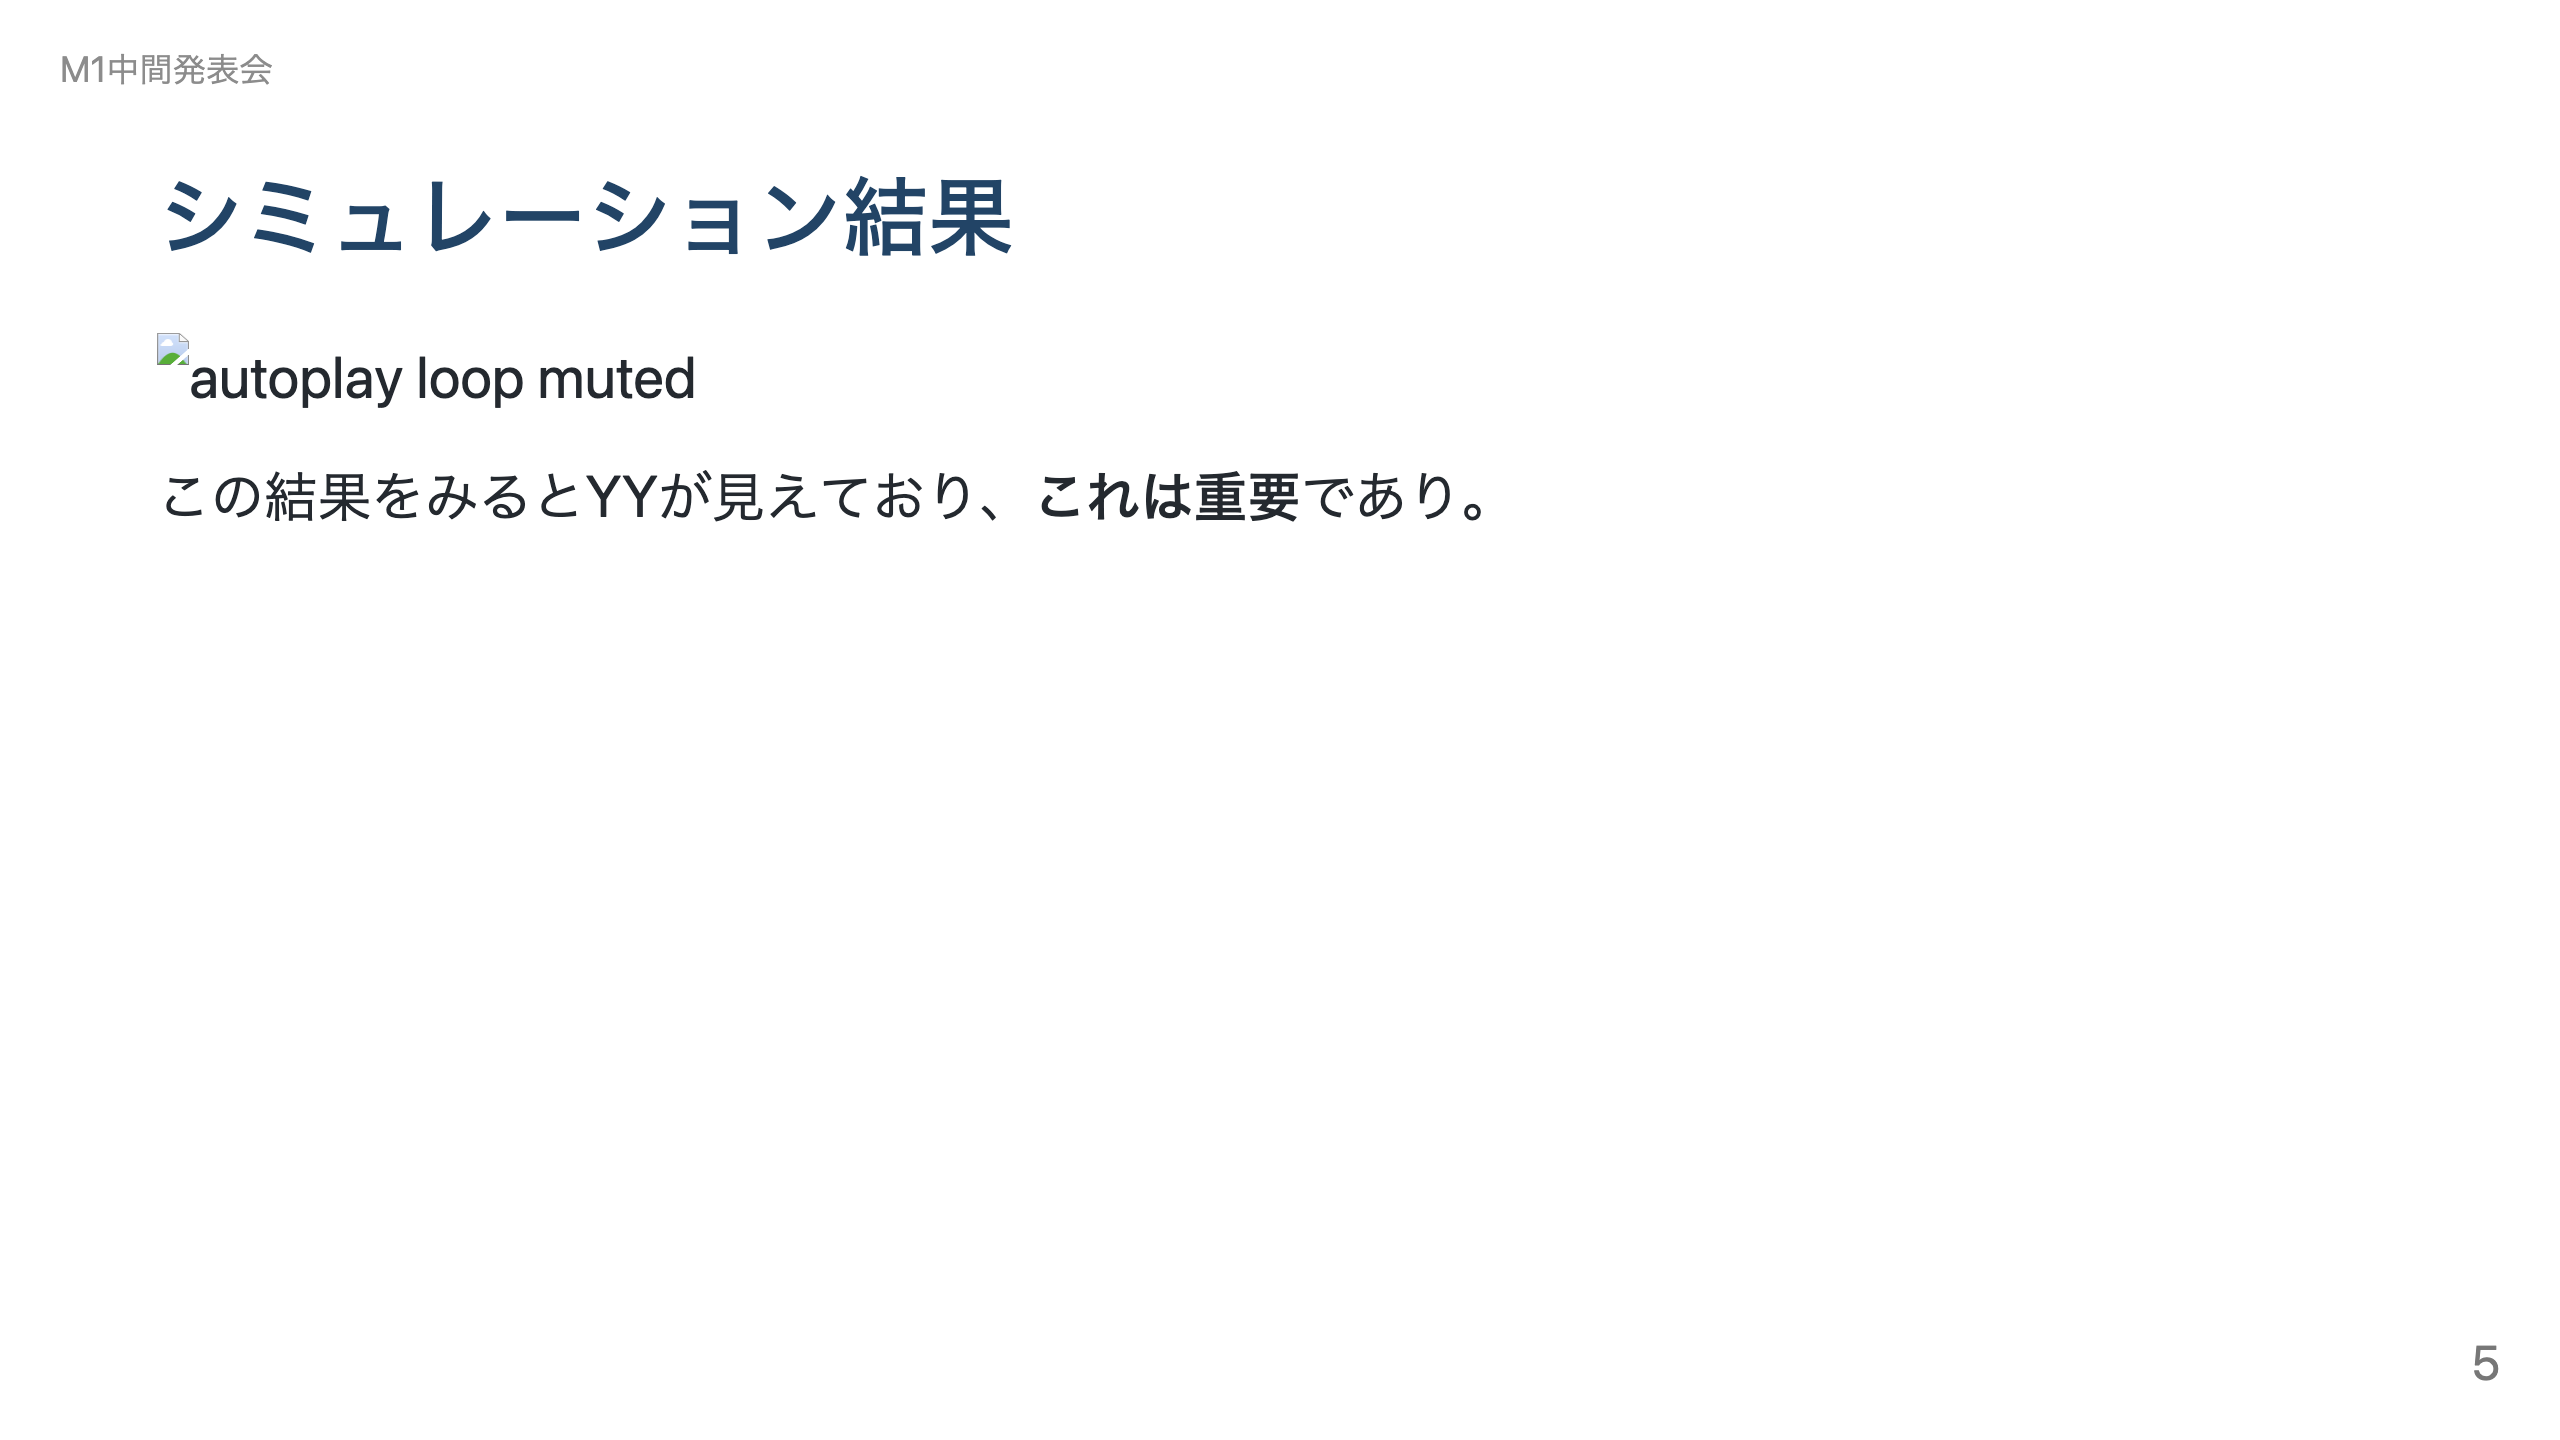 M1中間発表会
シミュレーション結果
autoplay loop muted
この結果をみるとYYが見えており、これは重要であり。
5